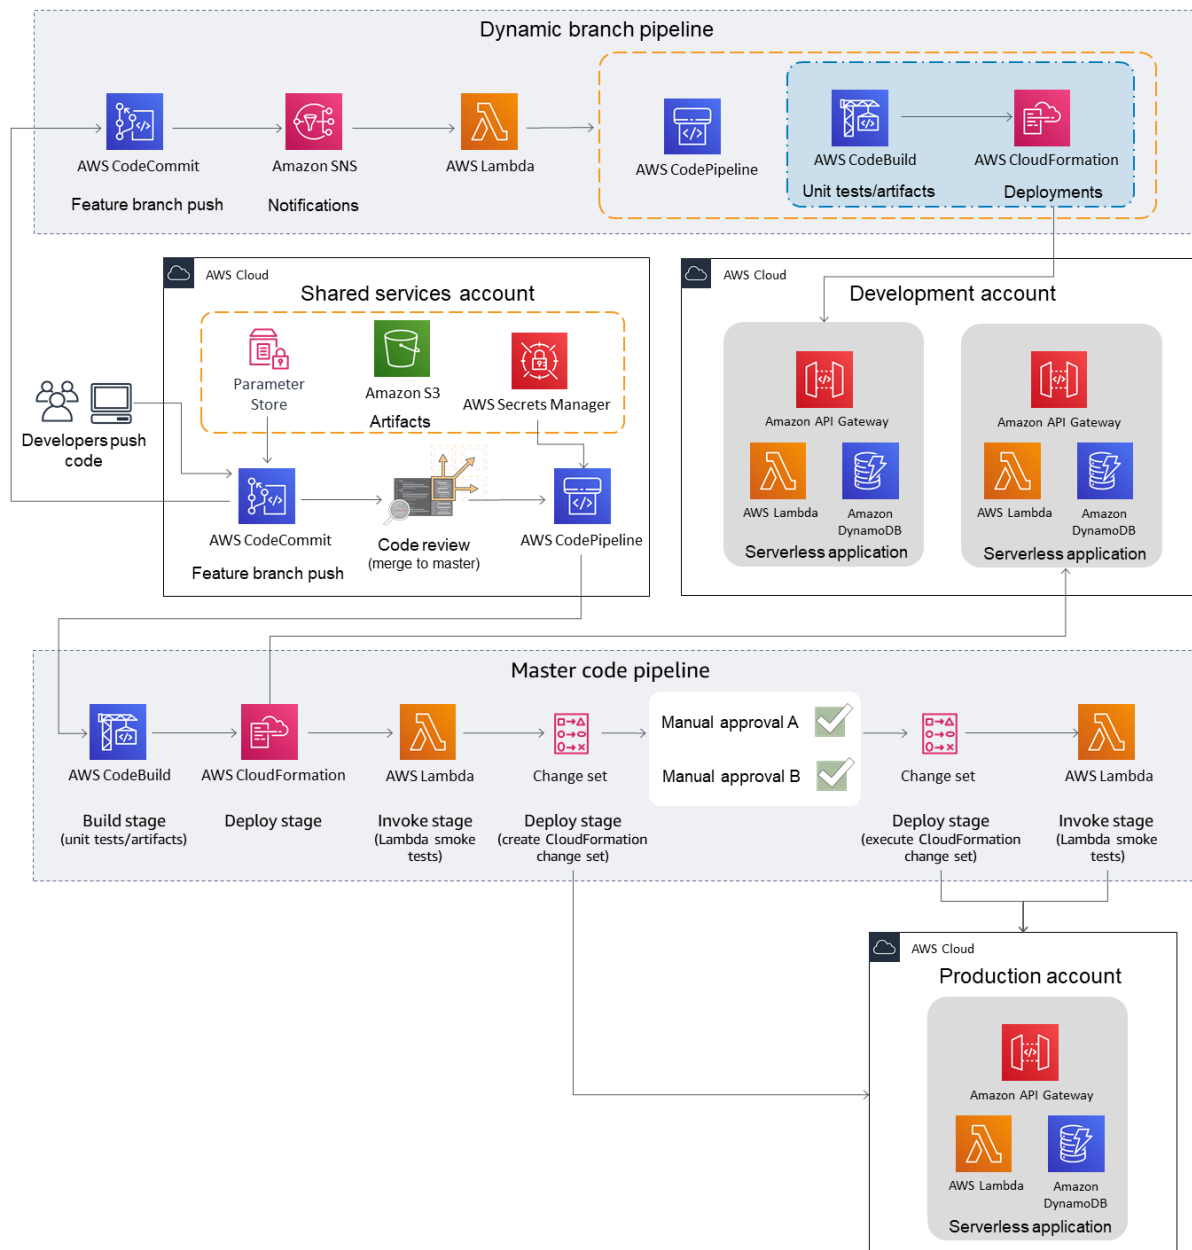 Dynamic branch pipeline
AWS CodeCommit
Feature branch push
Amazon SNS
Notifications
AWS Lambda
AWS CodePipeline
AWS CodeBuild
Unit tests/artifacts
AWS CloudFormation
Deployments
AWS Cloud
Shared services account
Parameter
Store
Amazon S3
Artifacts
AWS Secrets Manager
Developers push
code
AWS CodeCommit
Feature branch push
Code review
(merge to master)
AWS CodePipeline
AWS Cloud
Development account
Amazon API Gateway
AWS Lambda
Amazon
DynamoDB
Serverless application
Amazon API Gateway
AWS Lambda
Amazon
DynamoDB
Serverless application
Master code pipeline
AWS CodeBuild
Build stage
(unit tests/artifacts)
AWS CloudFormation
Deploy stage
AWS Lambda
Invoke stage
(Lambda smoke
tests)
Change set
Deploy stage
(create CloudFormation
change set)
Manual approval A
Manual approval B
Change set
Deploy stage
(execute CloudFormation
change set)
AWS Lambda
Invoke stage
(Lambda smoke
tests)
AWS Cloud
Production account
Amazon API Gateway
AWS Lambda
Amazon
DynamoDB
Serverless application